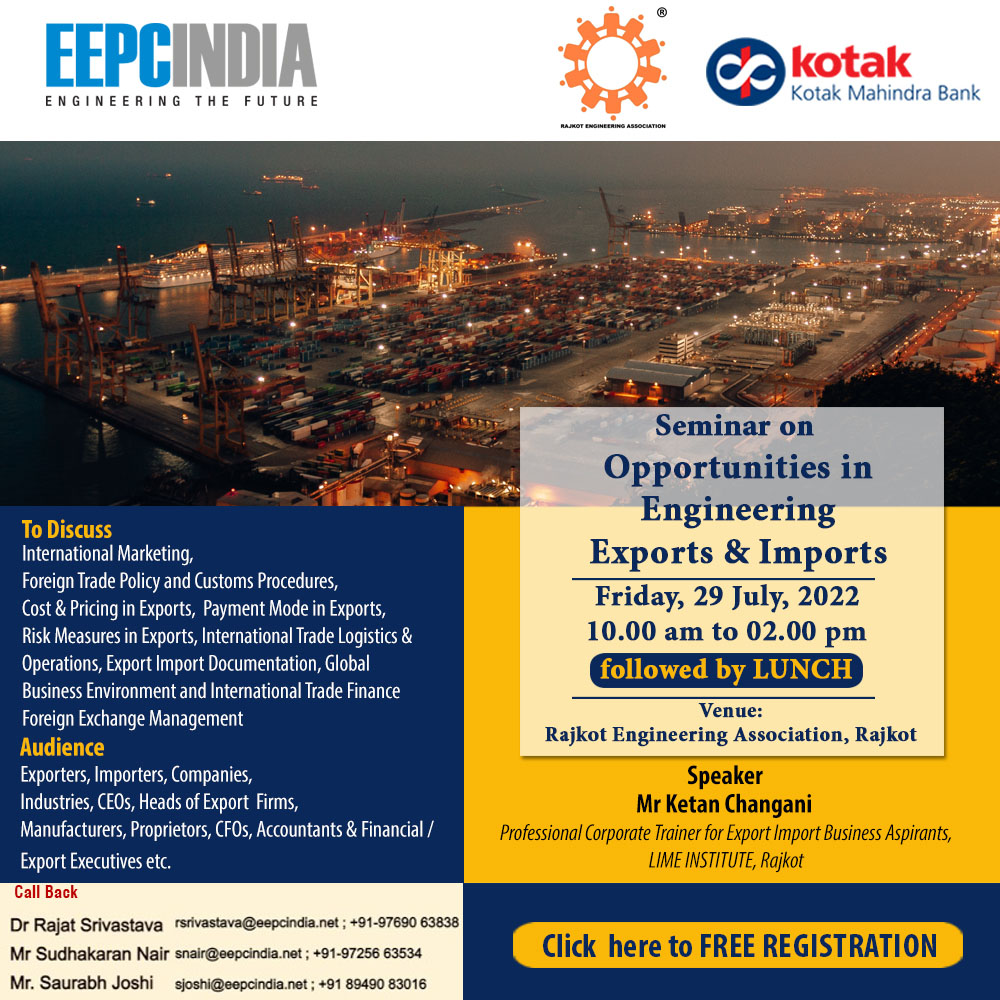 EEPCINDIA
ENGINEERING THE FUTURE
®
RAJKOT ENGINEERING ASSOCIATION
kotak
Kotak Mahindra Bank
Seminar on
Opportunities in
Engineering
Exports & Imports
Friday, 29 July, 2022
10.00 am to 02.00 pm
followed by LUNCH
Venue:
Rajkot Engineering Association, Rajkot
To Discuss
International Marketing,
Foreign Trade Policy and Customs Procedures,
Cost & Pricing in Exports, Payment Mode in Exports,
Risk Measures in Exports, International Trade Logistics &
Operations, Export Import Documentation, Global
Business Environment and International Trade Finance
Foreign Exchange Management
Audience
Exporters, Importers, Companies,
Industries, CEOs, Heads of Export Firms,
Manufacturers, Proprietors, CFOs, Accountants & Financial /
Export Executives etc.
Speaker
Mr Ketan Changani
Professional Corporate Trainer for Export Import Business Aspirants,
LIME INSTITUTE, Rajkot
Call Back
Dr Rajat Srivastava rsrivastava@eepcindia.net ; +91-97690 63838
Mr Sudhakaran Nair snair@eepcindia.net ; +91-97256 63534
Mr. Saurabh Joshi sjoshi@eepcindia.net ; +91 89490 83016
Click here to FREE REGISTRATION